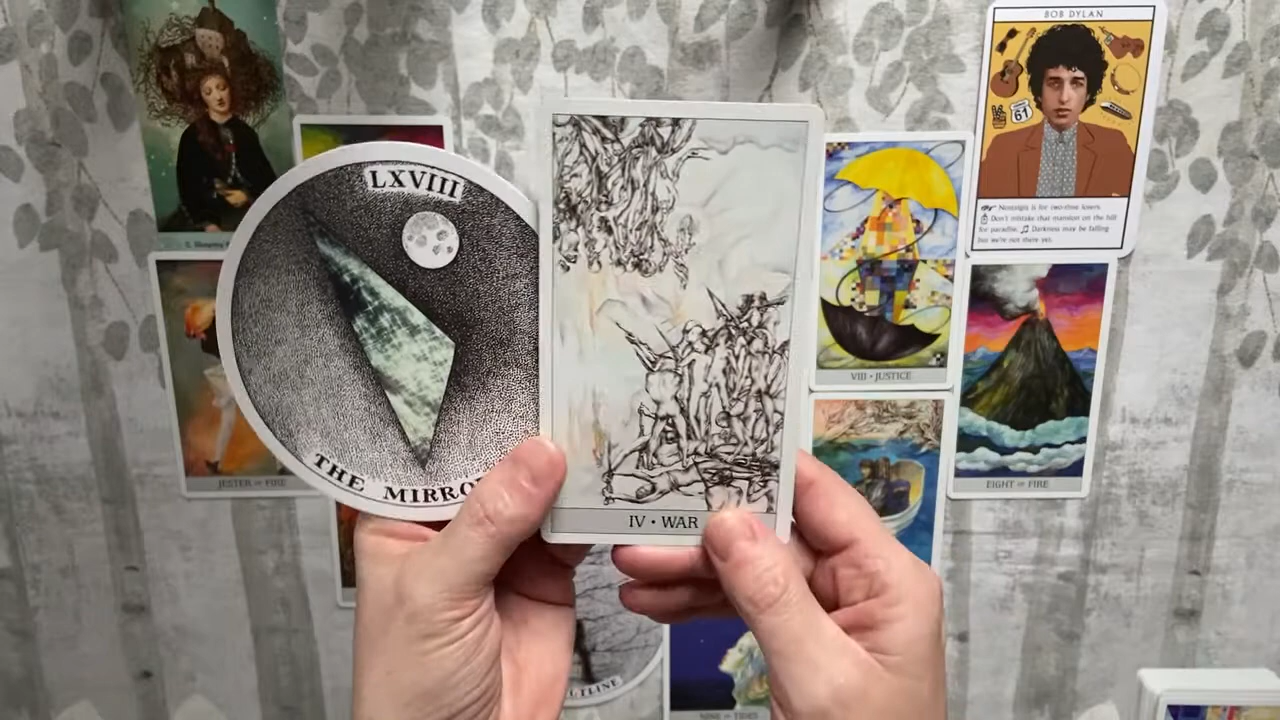 BOB DYLAN
61
Nostalgia is for two-time losers.
Don't mistake that mansion on the hill
for paradise. Darkness may be falling
but we're not there yet.
LXVIII
THE MIRRO
IV • WAR
VIII • JUSTICE
JESTER OF FIRE
EIGHT OF FIRE
NINE OF TIDES